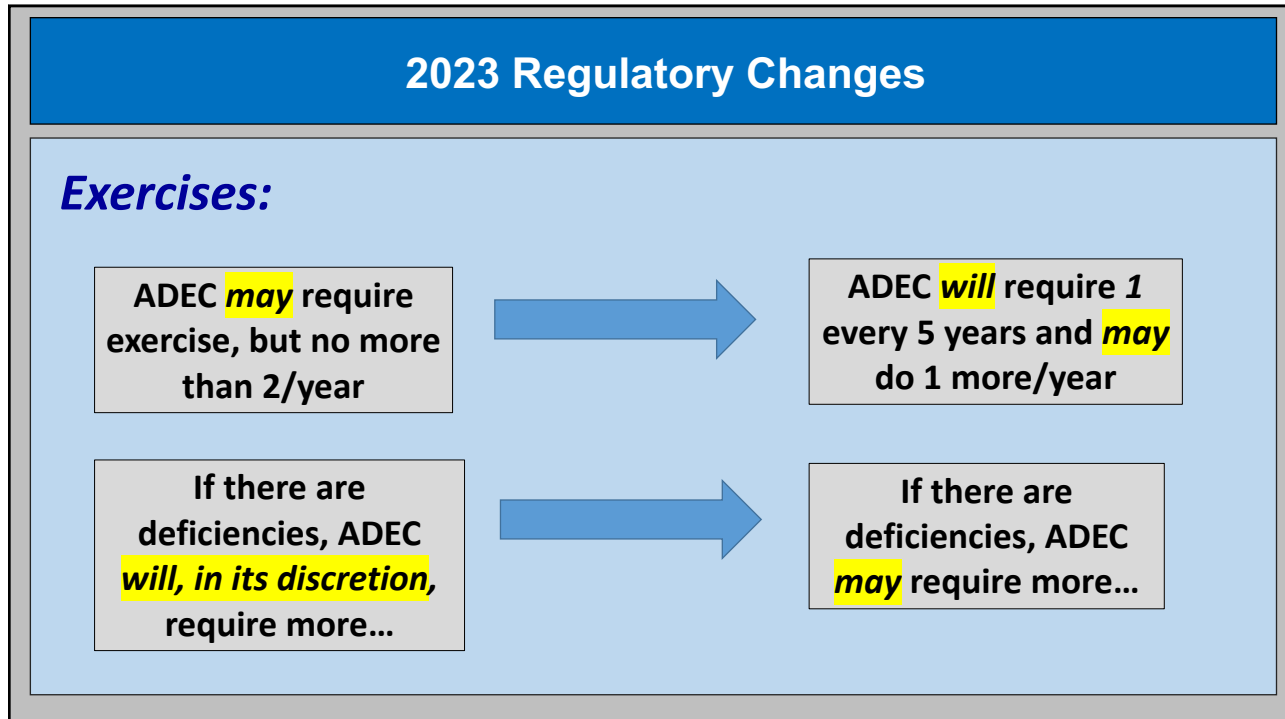 2023 Regulatory Changes
Exercises:
ADEC may require
exercise, but no more
than 2/year
ADEC will require 1
every 5 years and may
do 1 more/year
If there are
deficiencies, ADEC
will, in its discretion,
require more…
If there are
deficiencies, ADEC
may require more…